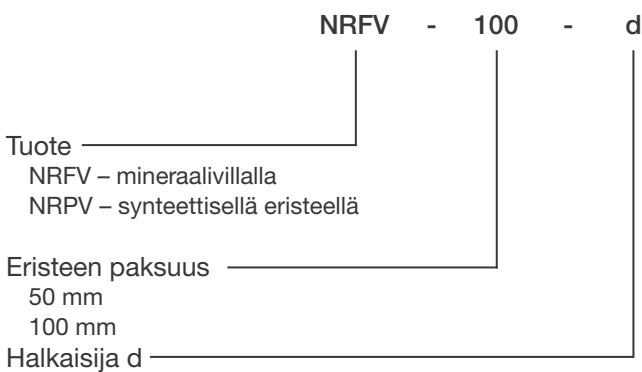 NRFV - 100 - d
Tuote
NRFV – mineraalivillalla
NRPV – synteettisellä eristeellä
Eristeen paksuus
50 mm
100 mm
Halkaisija d